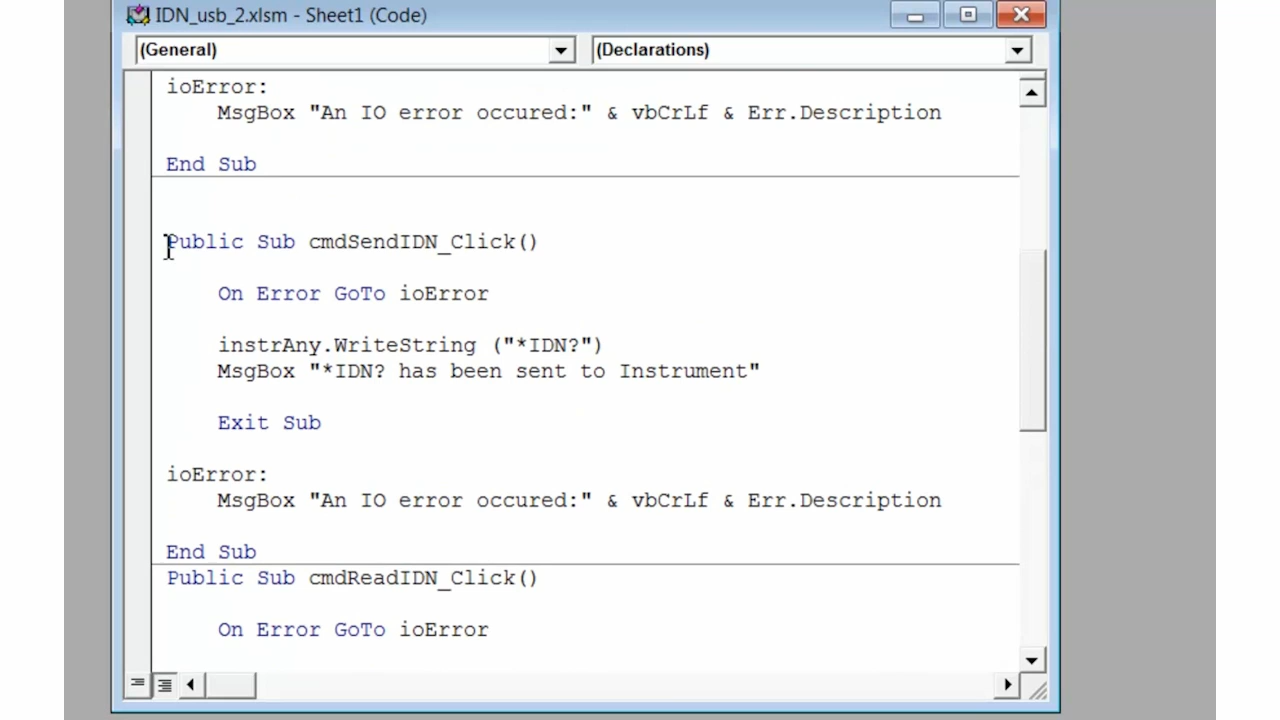 IDN_usb_2.xlsm - Sheet1 (Code)
(General) (Declarations)
ioError:
MsgBox "An IO error occured:" & vbCrLf & Err.Description
End Sub
Public Sub cmdSendIDN_Click()
On Error GoTo ioError
instrAny.WriteString ("*IDN?")
MsgBox "*IDN? has been sent to Instrument"
Exit Sub
ioError:
MsgBox "An IO error occured:" & vbCrLf & Err.Description
End Sub
Public Sub cmdReadIDN_Click()
On Error GoTo ioError